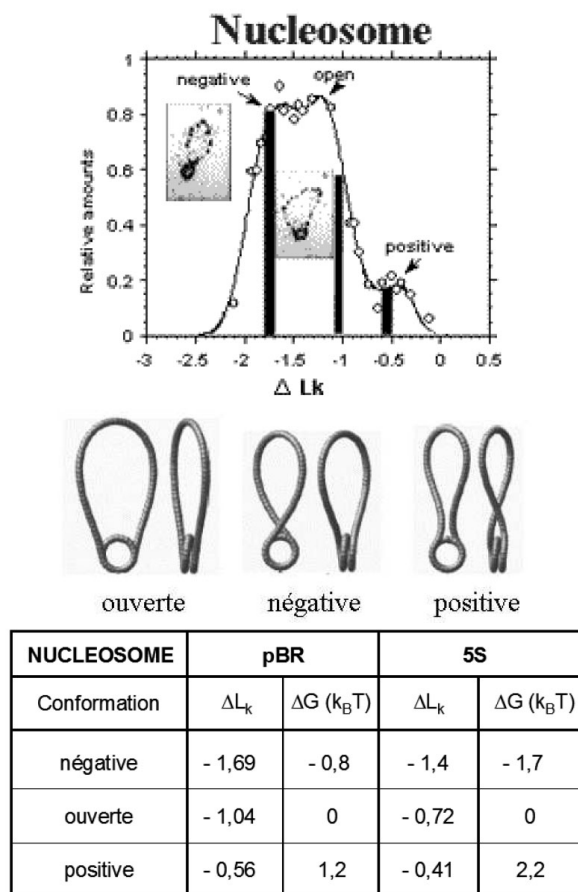 Nucleosome
negative
open
positive
Relative amounts
1
0.8
0.6
0.4
0.2
0
-3 -2.5 -2 -1.5 -1 -0.5 0 0.5
Δ Lk
ouverte négative positive
NUCLEOSOME pBR 5S
Conformation ΔLk ΔG (kBT) ΔLk ΔG (kBT)
négative - 1,69 - 0,8 - 1,4 - 1,7
ouverte - 1,04 0 - 0,72 0
positive - 0,56 1,2 - 0,41 2,2